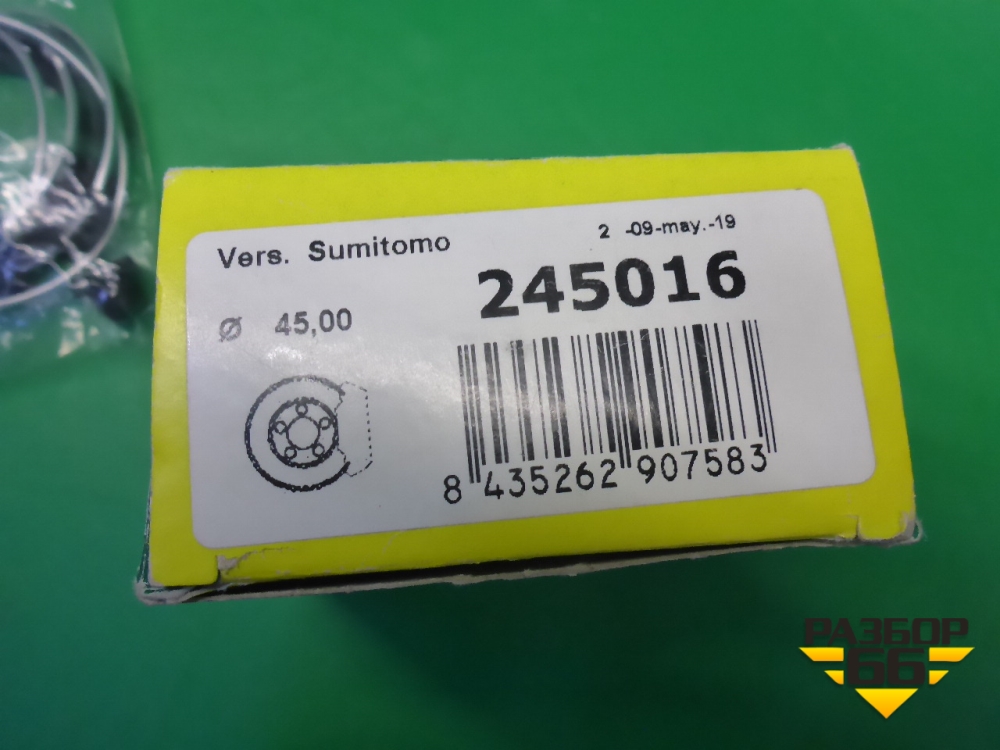 Vers. Sumitomo
2 -09-may.-19
245016
Ø 45,00
8 435262 907583
РАЗБОР
66